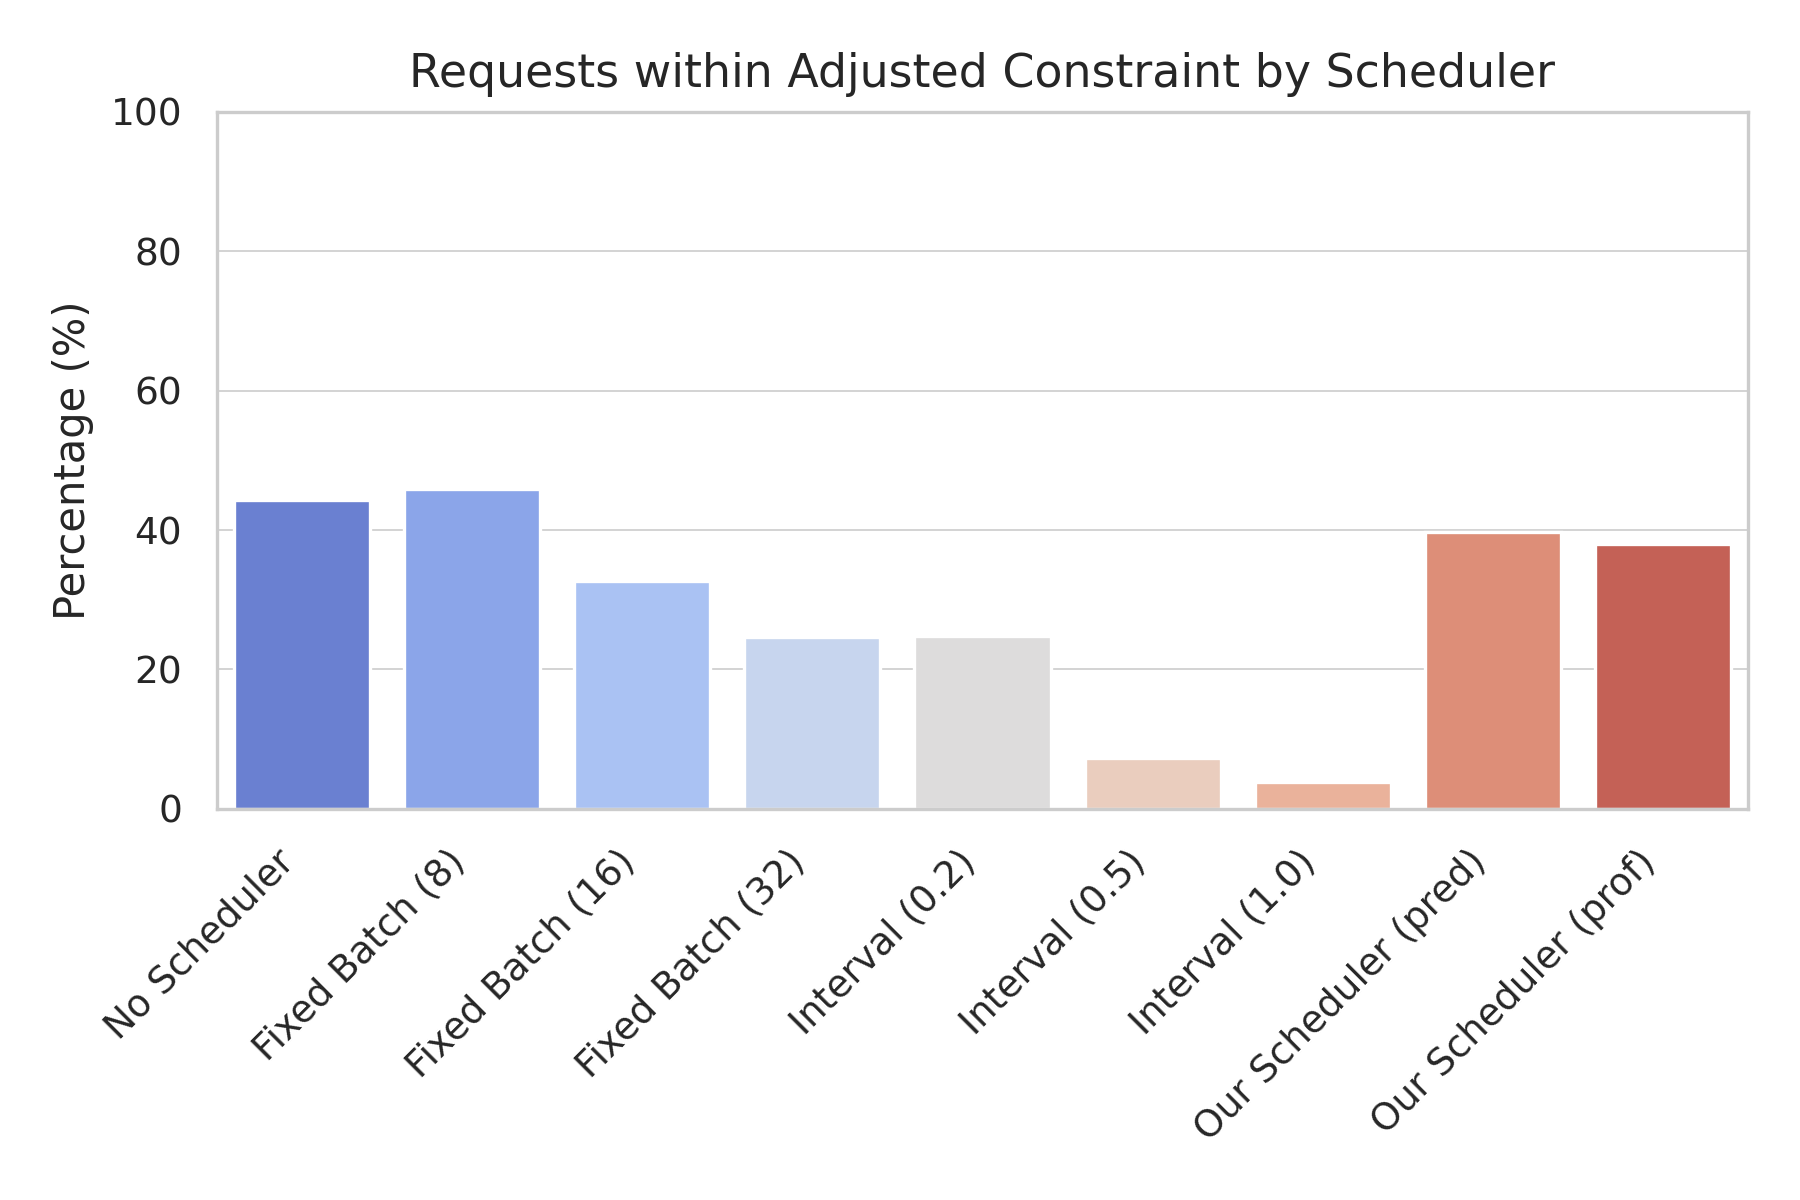 Requests within Adjusted Constraint by Scheduler
Percentage (%)
100
80
60
40
20
0
No Scheduler
Fixed Batch (8)
Fixed Batch (16)
Fixed Batch (32)
Interval (0.2)
Interval (0.5)
Interval (1.0)
Our Scheduler (pred)
Our Scheduler (prof)